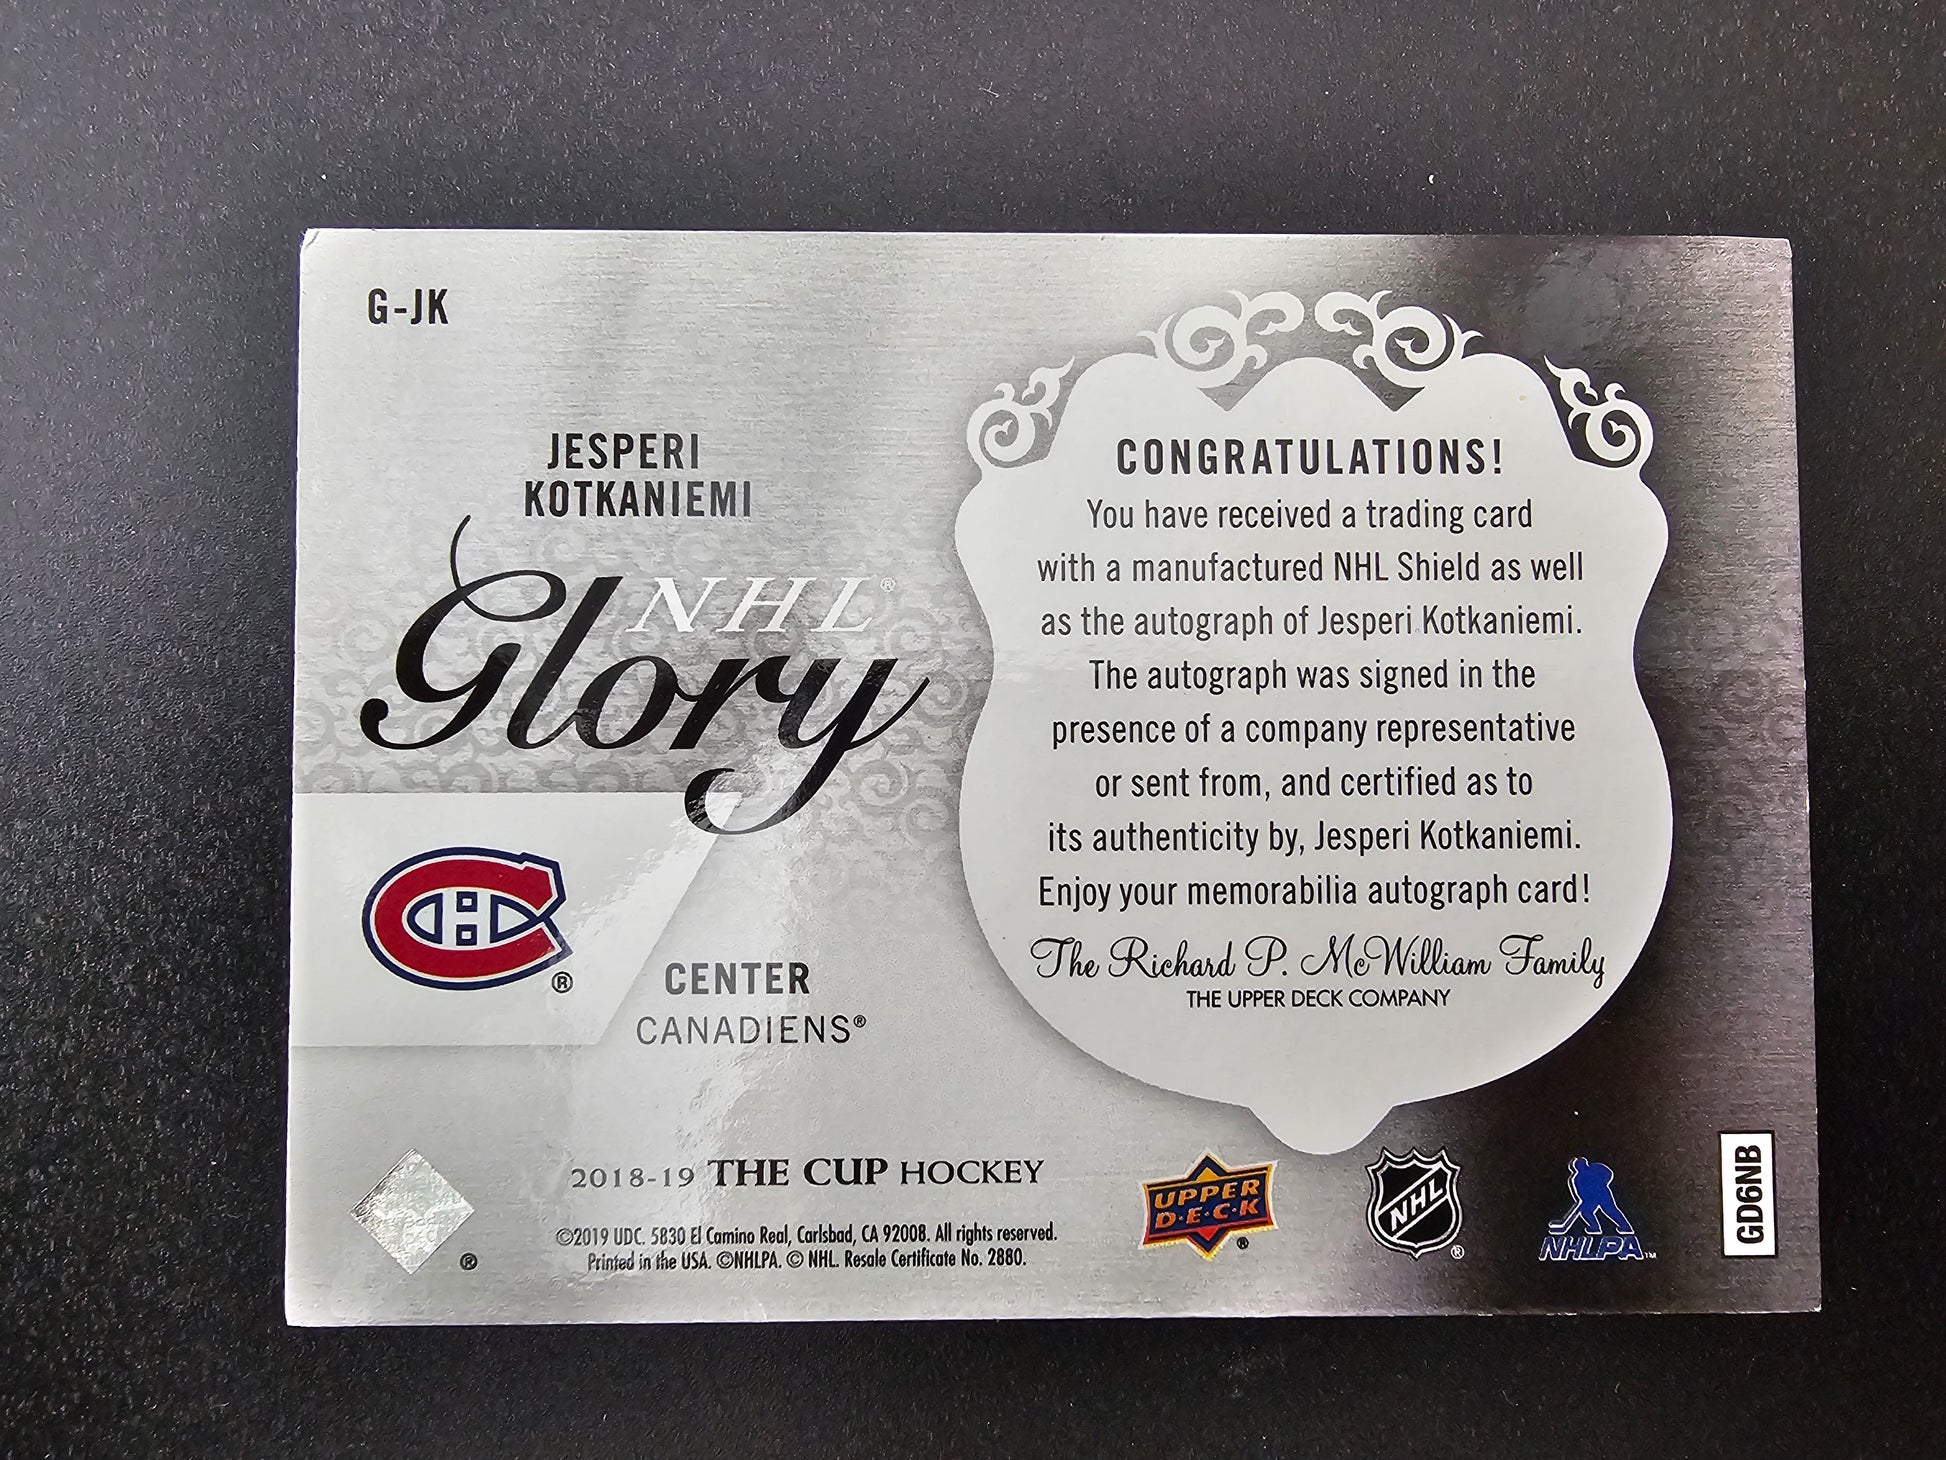 G-JK
JESPERI
KOTKANIEMI
NHL®
Glory
®
CENTER
CANADIENS®
CONGRATULATIONS!
You have received a trading card
with a manufactured NHL Shield as well
as the autograph of Jesperi Kotkaniemi.
The autograph was signed in the
presence of a company representative
or sent from, and certified as to
its authenticity by, Jesperi Kotkaniemi.
Enjoy your memorabilia autograph card!
The Richard P. McWilliam Family
THE UPPER DECK COMPANY
2018-19 THE CUP HOCKEY
©2019 UDC. 5830 El Camino Real, Carlsbad, CA 92008. All rights reserved.
Printed in the USA. ©NHLPA. © NHL. Resale Certificate No. 2880.
®
UPPER
D·E·C·K
®
NHL
®
NHLPA™
GD6NB